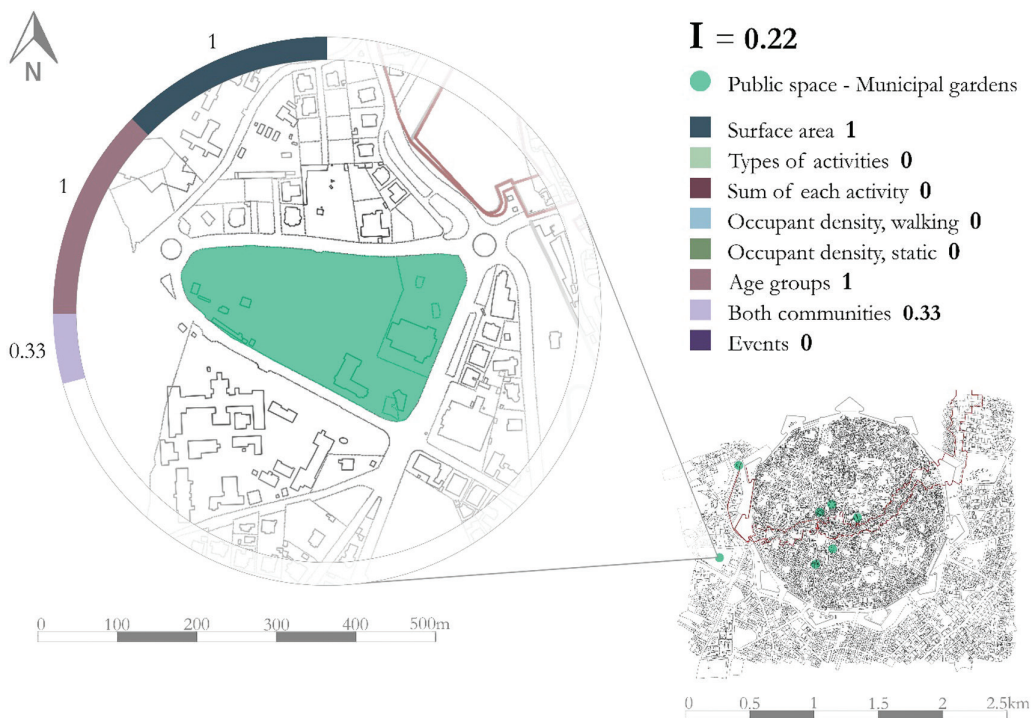 N
1
1
0.33
0 100 200 300 400 500m
I = 0.22
Public space - Municipal gardens
Surface area 1
Types of activities 0
Sum of each activity 0
Occupant density, walking 0
Occupant density, static 0
Age groups 1
Both communities 0.33
Events 0
0 0.5 1 1.5 2 2.5km